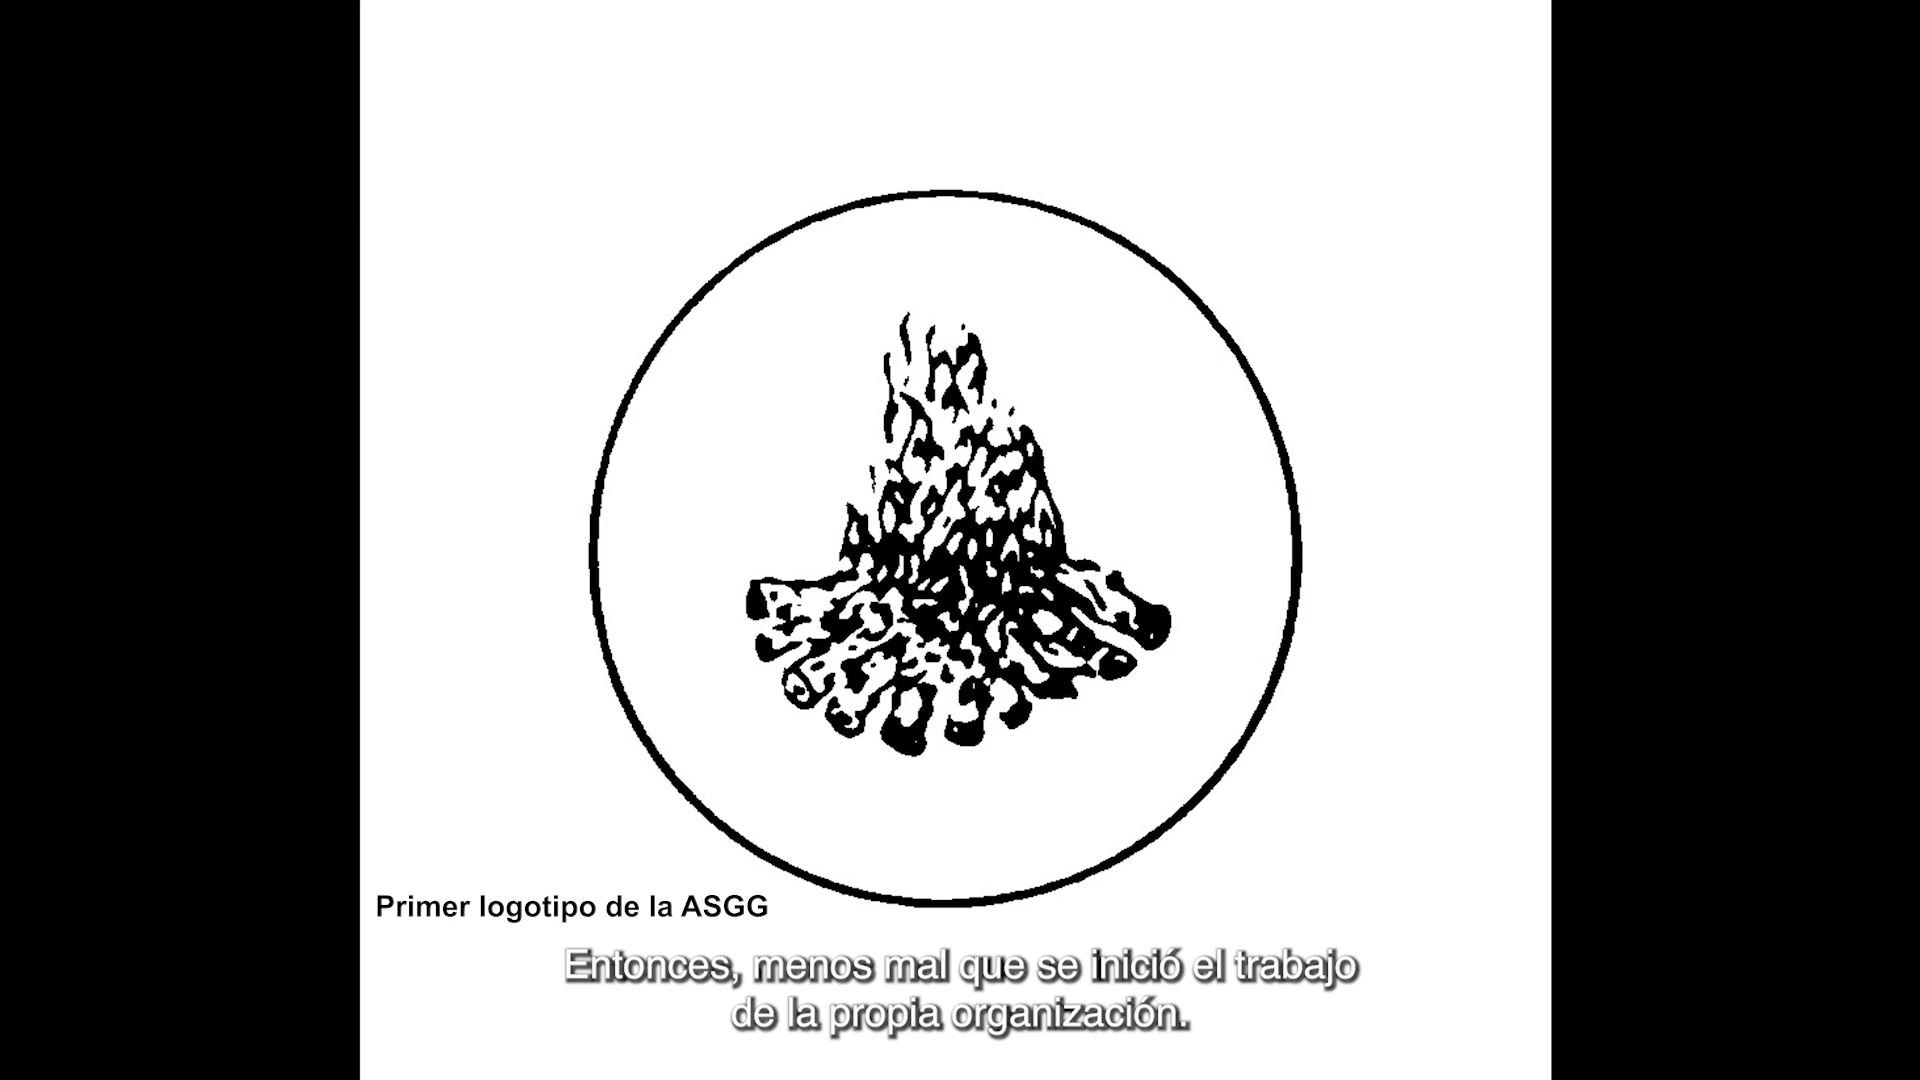 Primer logotipo de la ASGG
Entonces, menos mal que se inició el trabajo
de la propia organización.